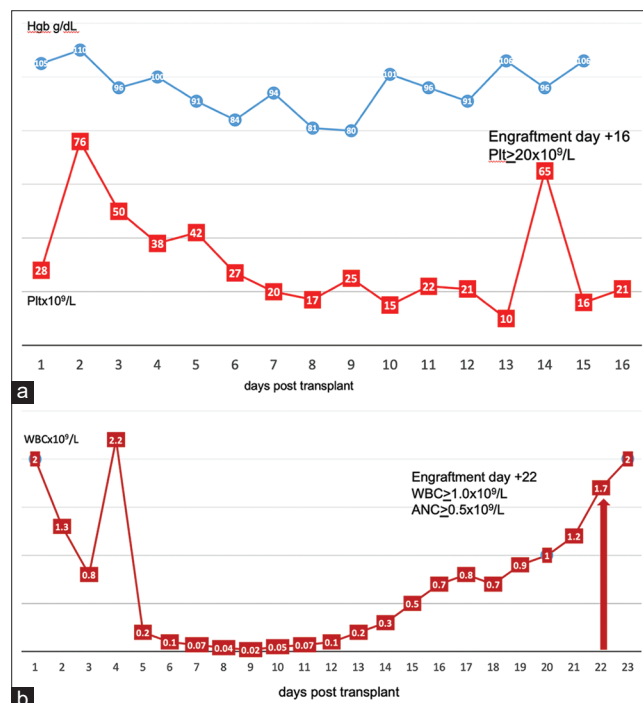 Hgb g/dL
105 110 96 100 91 84 94 81 80 101 96 91 106 96 106
Engraftment day +16
Plt≥20x10⁹/L
28 76 50 38 42 27 20 17 25 15 22 21 10 65 16 21
Pltx10⁹/L
1 2 3 4 5 6 7 8 9 10 11 12 13 14 15 16
days post transplant
a
WBCx10⁹/L
2 1.3 0.8 2.2 0.2 0.1 0.07 0.04 0.02 0.05 0.07 0.1 0.2 0.3 0.5 0.7 0.8 0.7 0.9 1 1.2 1.7 2
Engraftment day +22
WBC≥1.0x10⁹/L
ANC≥0.5x10⁹/L
1 2 3 4 5 6 7 8 9 10 11 12 13 14 15 16 17 18 19 20 21 22 23
days post transplant
b